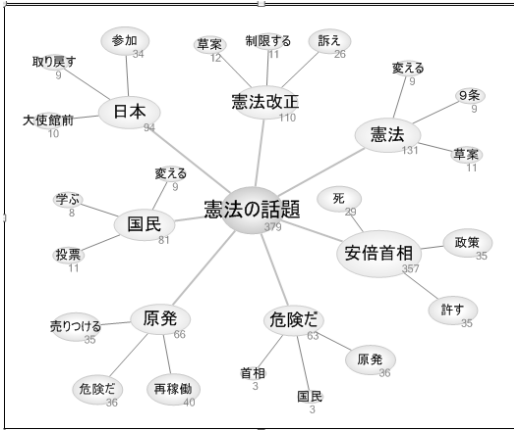 憲法の話題
379
日本
94
参加
34
取り戻す
9
大使館前
10
憲法改正
110
草案
12
制限する
11
訴え
26
憲法
131
変える
9
9条
9
草案
11
安倍首相
357
死
29
政策
35
許す
35
危険だ
63
原発
36
国民
3
首相
3
原発
66
売りつける
35
危険だ
36
再稼働
40
国民
81
変える
9
学ぶ
8
投票
11